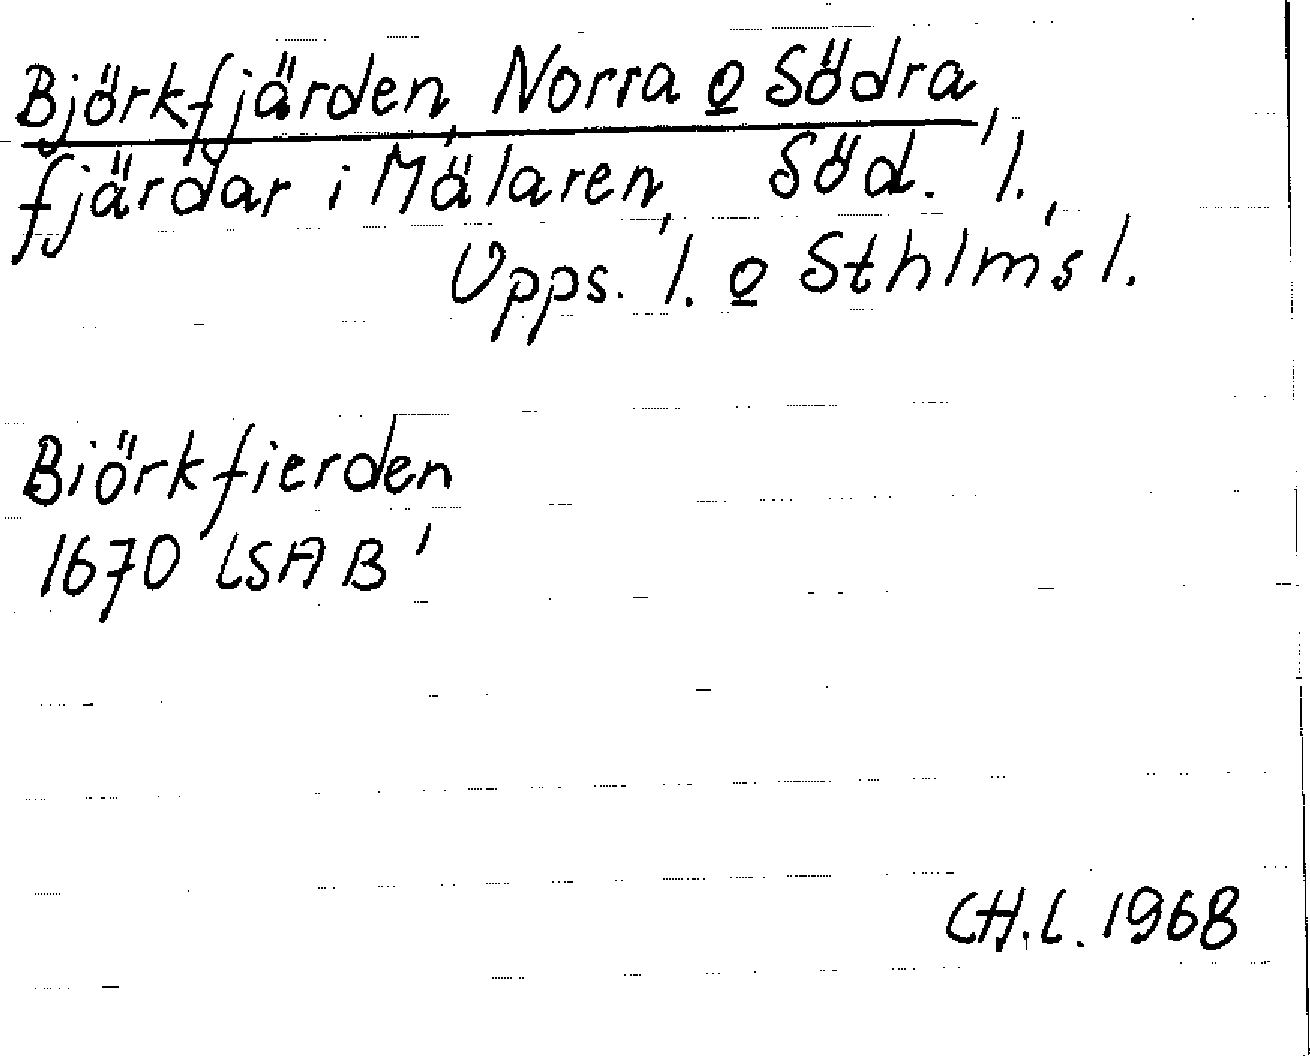 Björkfjärden, Norra o Södra,
fjärdar i Mälaren, Söd. l.,
Upps. l. o Sthlms l.
Biörkfierden
1670 LSA B'
CH.L. 1968